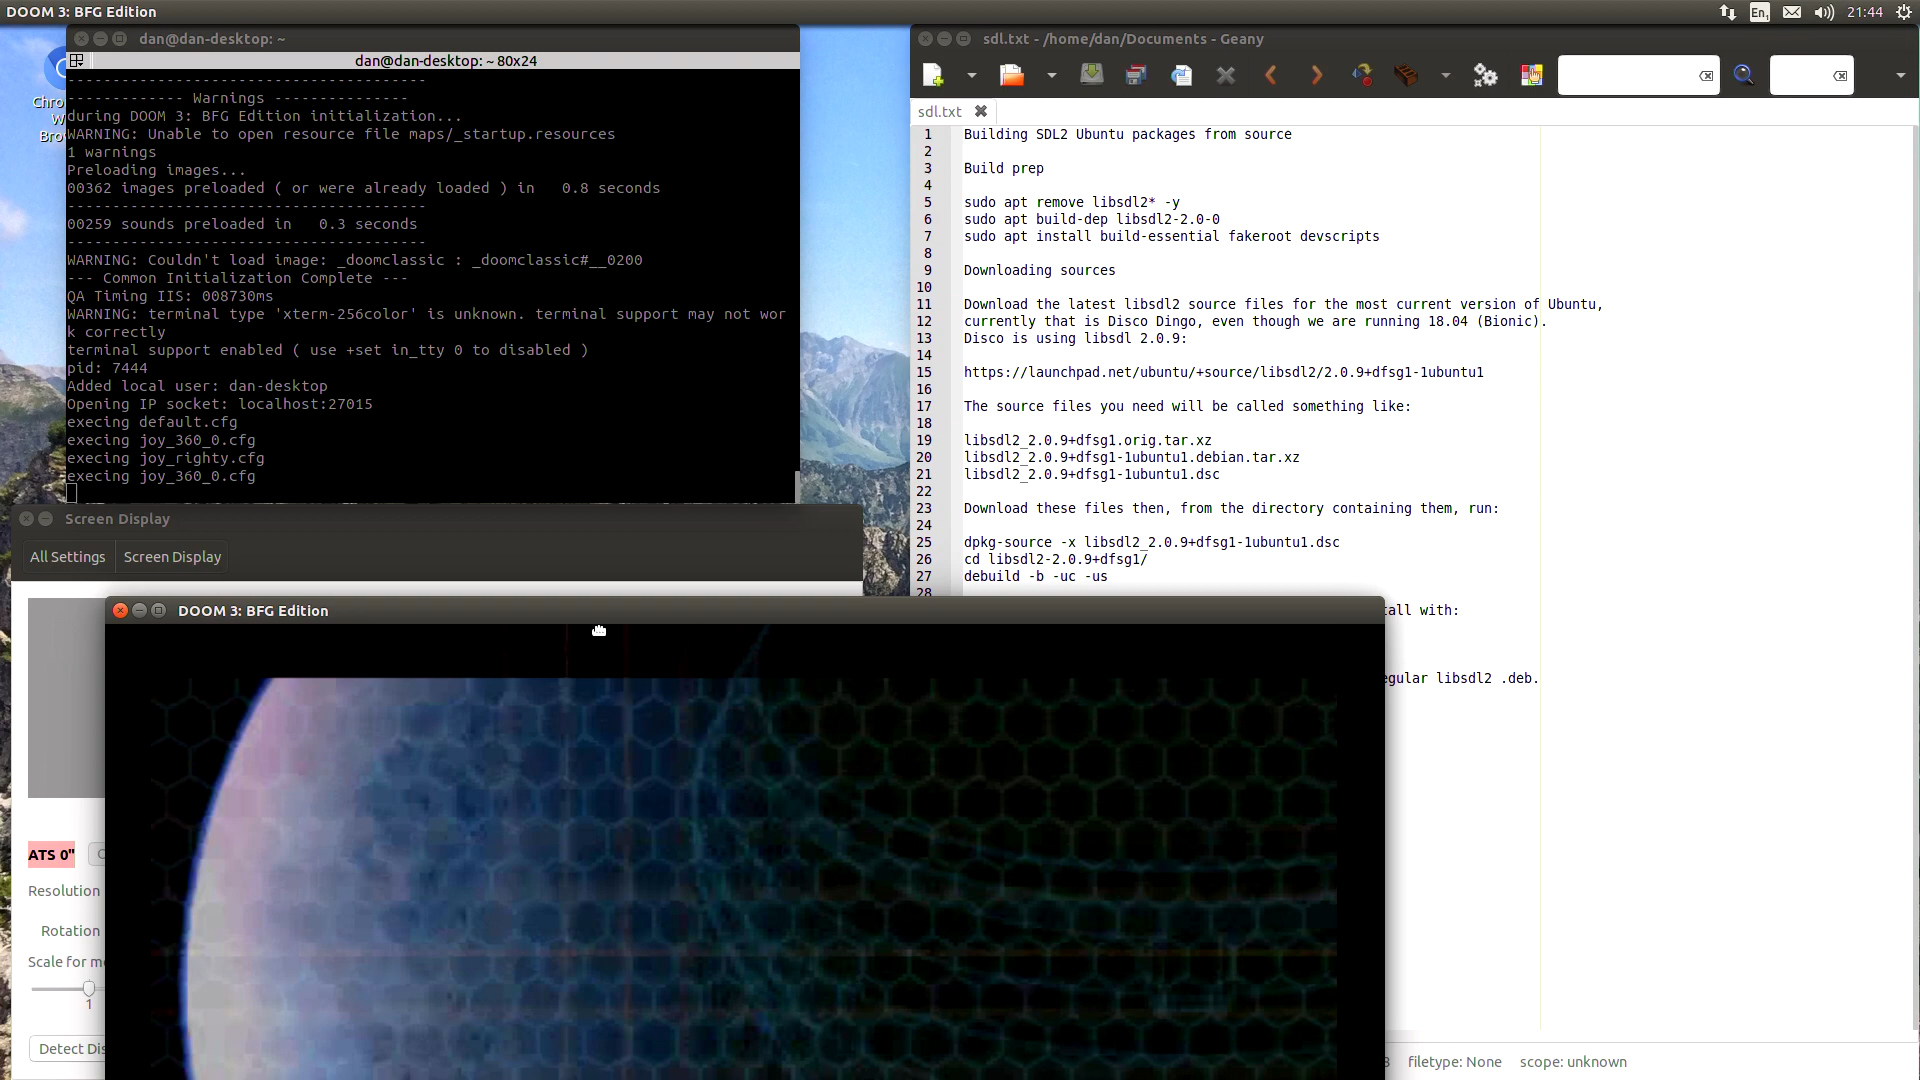 DOOM 3: BFG Edition
En1
21:44
Chro
W
Bro
dan@dan-desktop: ~
dan@dan-desktop: ~ 80x24
----------------------------------------
------------- Warnings ---------------
during DOOM 3: BFG Edition initialization...
WARNING: Unable to open resource file maps/_startup.resources
1 warnings
Preloading images...
00362 images preloaded ( or were already loaded ) in   0.8 seconds
----------------------------------------
00259 sounds preloaded in   0.3 seconds
----------------------------------------
WARNING: Couldn't load image: _doomclassic : _doomclassic#__0200
--- Common Initialization Complete ---
QA Timing IIS: 008730ms
WARNING: terminal type 'xterm-256color' is unknown. terminal support may not wor
k correctly
terminal support enabled ( use +set in_tty 0 to disabled )
pid: 7444
Added local user: dan-desktop
Opening IP socket: localhost:27015
execing default.cfg
execing joy_360_0.cfg
execing joy_righty.cfg
execing joy_360_0.cfg
sdl.txt - /home/dan/Documents - Geany
sdl.txt
1 Building SDL2 Ubuntu packages from source
2
3 Build prep
4
5 sudo apt remove libsdl2* -y
6 sudo apt build-dep libsdl2-2.0-0
7 sudo apt install build-essential fakeroot devscripts
8
9 Downloading sources
10
11 Download the latest libsdl2 source files for the most current version of Ubuntu,
12 currently that is Disco Dingo, even though we are running 18.04 (Bionic).
13 Disco is using libsdl 2.0.9:
14
15 https://launchpad.net/ubuntu/+source/libsdl2/2.0.9+dfsg1-1ubuntu1
16
17 The source files you need will be called something like:
18
19 libsdl2_2.0.9+dfsg1.orig.tar.xz
20 libsdl2_2.0.9+dfsg1-1ubuntu1.debian.tar.xz
21 libsdl2_2.0.9+dfsg1-1ubuntu1.dsc
22
23 Download these files then, from the directory containing them, run:
24
25 dpkg-source -x libsdl2_2.0.9+dfsg1-1ubuntu1.dsc
26 cd libsdl2-2.0.9+dfsg1/
27 debuild -b -uc -us
28
all with:
egular libsdl2 .deb.
filetype: None scope: unknown
Screen Display
All Settings Screen Display
DOOM 3: BFG Edition
ATS 0"
Resolution
Rotation
Scale for me
1
Detect Dis